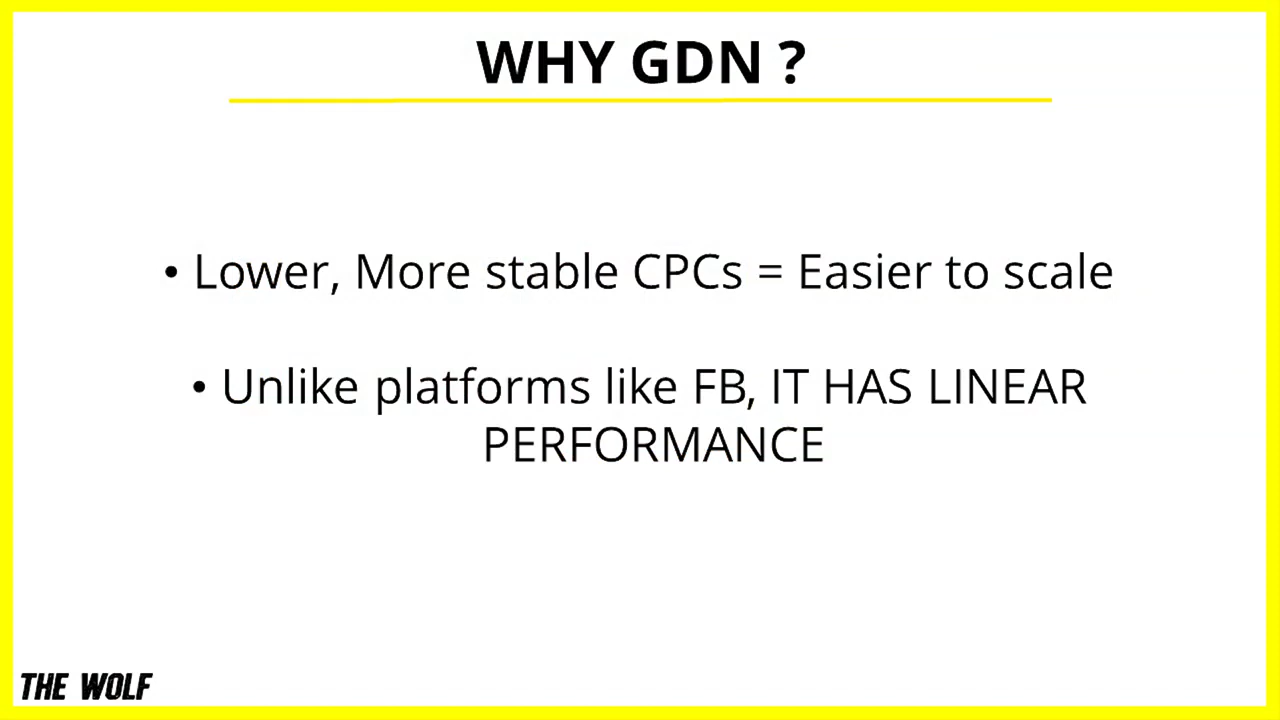 WHY GDN ?
• Lower, More stable CPCs = Easier to scale
• Unlike platforms like FB, IT HAS LINEAR
PERFORMANCE
THE WOLF